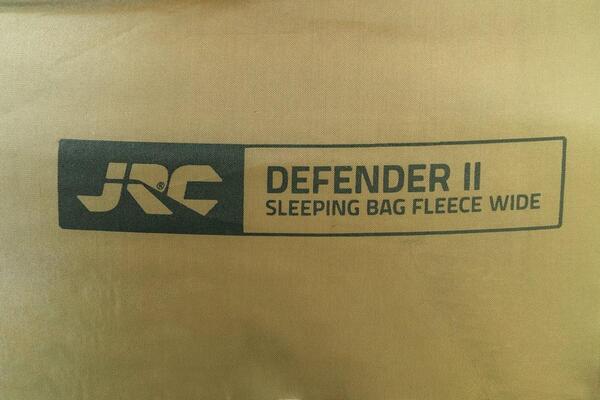 JRC®
DEFENDER II
SLEEPING BAG FLEECE WIDE